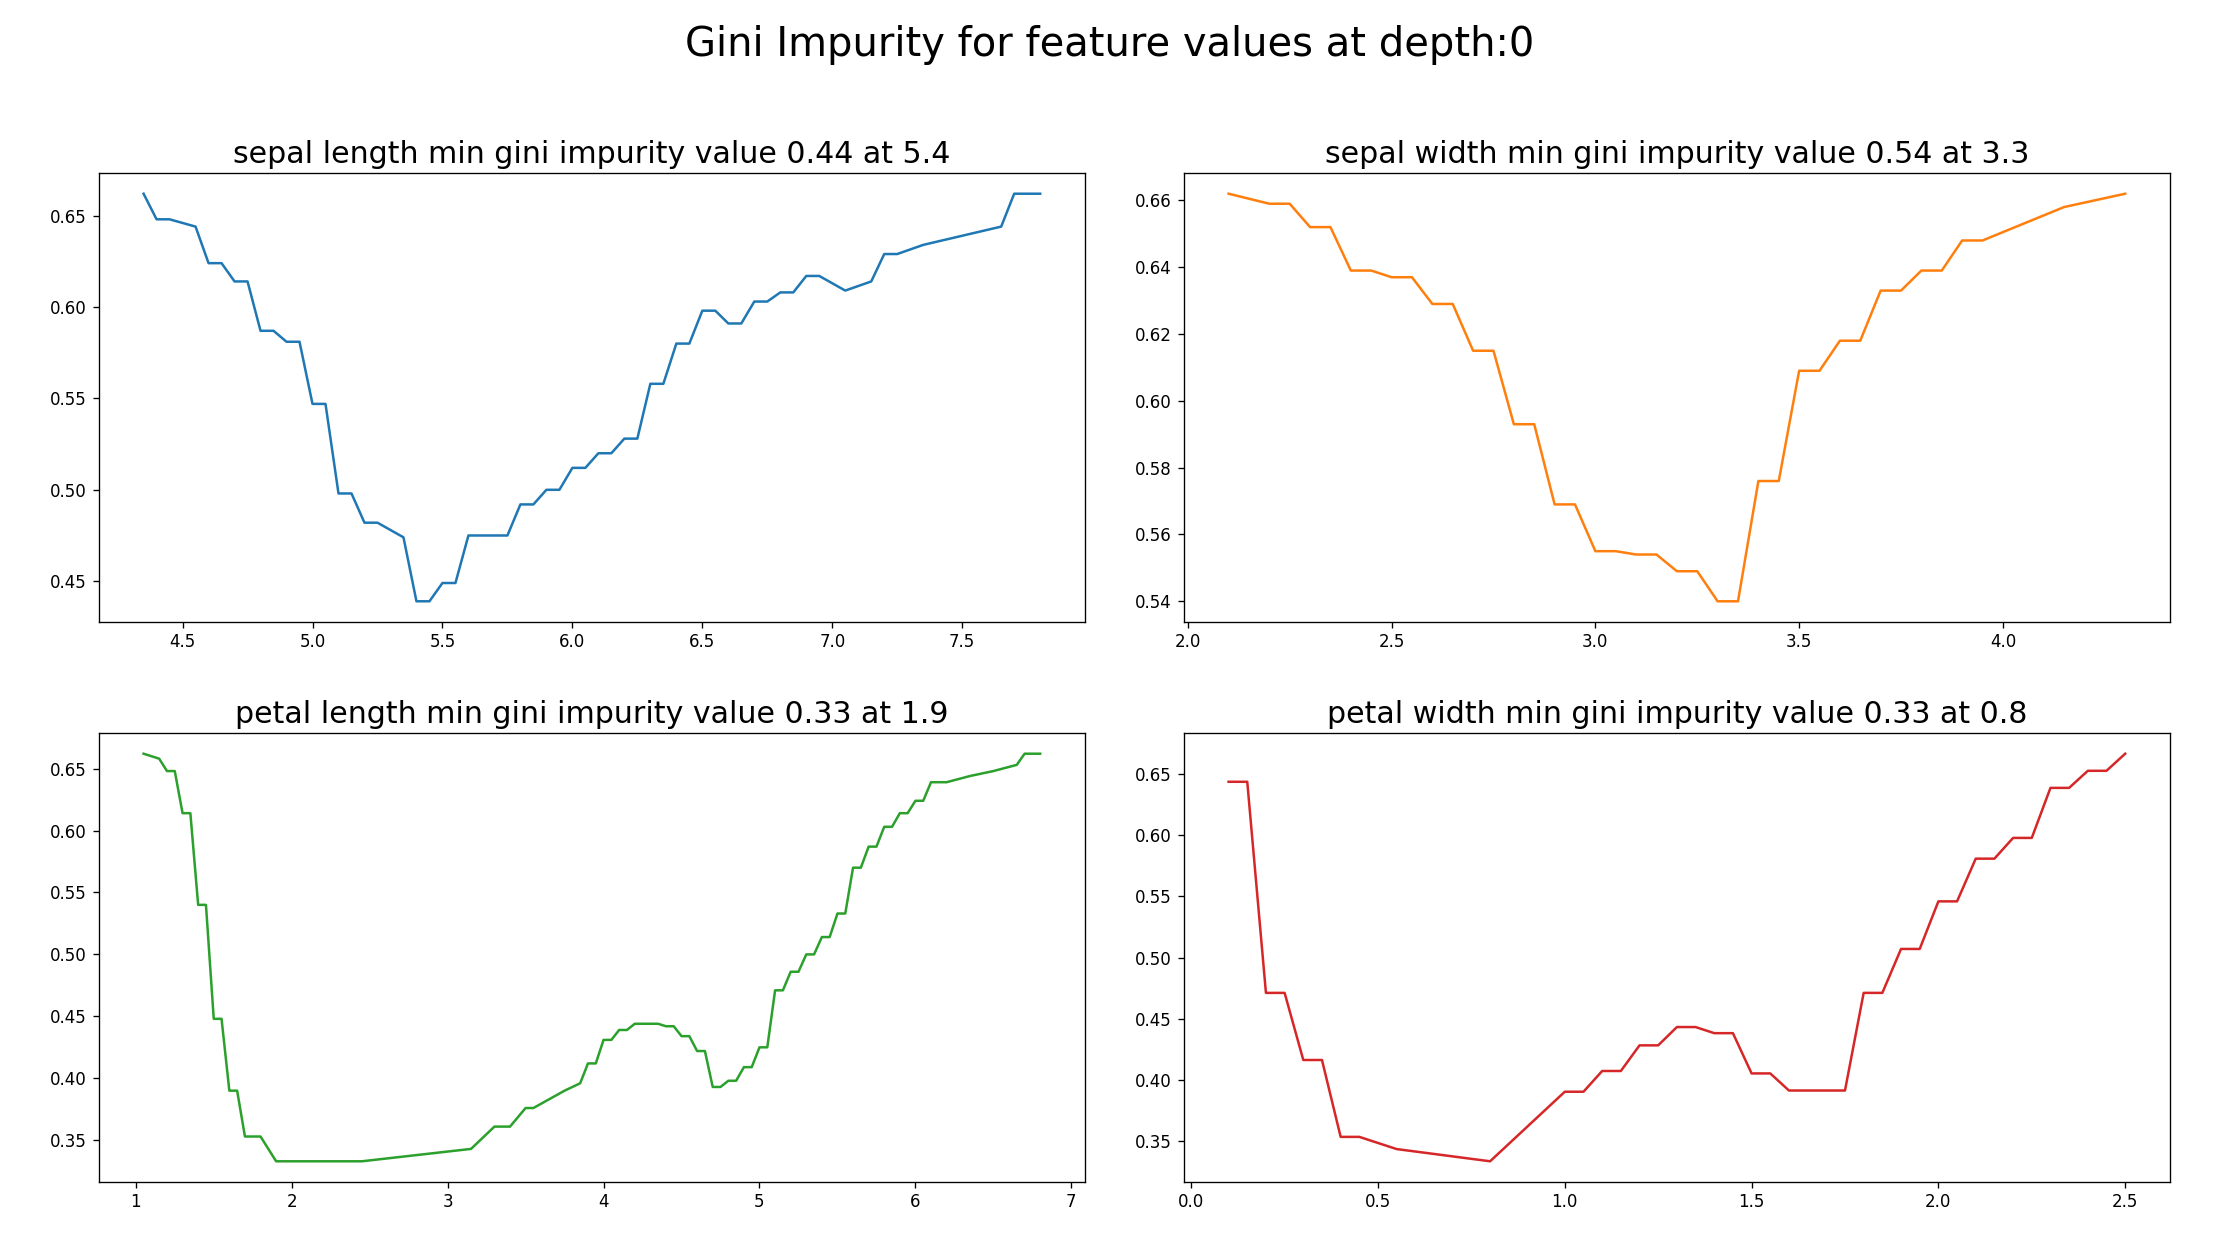 Gini Impurity for feature values at depth:0
sepal length min gini impurity value 0.44 at 5.4
0.65
0.60
0.55
0.50
0.45
4.5 5.0 5.5 6.0 6.5 7.0 7.5
sepal width min gini impurity value 0.54 at 3.3
0.66
0.64
0.62
0.60
0.58
0.56
0.54
2.0 2.5 3.0 3.5 4.0
petal length min gini impurity value 0.33 at 1.9
0.65
0.60
0.55
0.50
0.45
0.40
0.35
1 2 3 4 5 6 7
petal width min gini impurity value 0.33 at 0.8
0.65
0.60
0.55
0.50
0.45
0.40
0.35
0.0 0.5 1.0 1.5 2.0 2.5